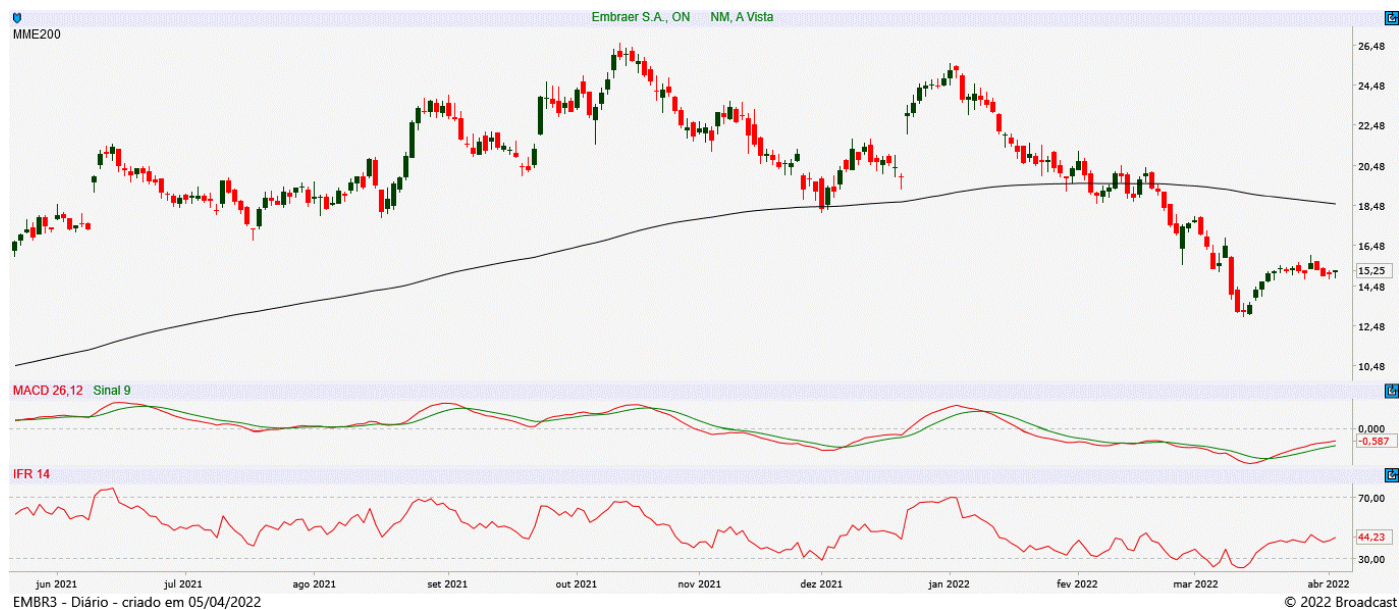 Embraer S.A., ON NM, A Vista
MME200
26,48
24,48
22,48
20,48
18,48
16,48
15,25
14,48
12,48
10,48
MACD 26,12 Sinal 9
0,000
-0,587
IFR 14
70,00
44,23
30,00
jun 2021 jul 2021 ago 2021 set 2021 out 2021 nov 2021 dez 2021 jan 2022 fev 2022 mar 2022 abr 2022
EMBR3 - Diário - criado em 05/04/2022 © 2022 Broadcast